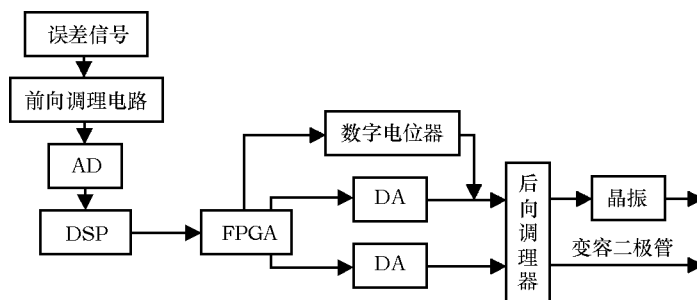 误差信号
前向调理电路
AD
DSP
FPGA
数字电位器
DA
DA
后向调理器
晶振
变容二极管